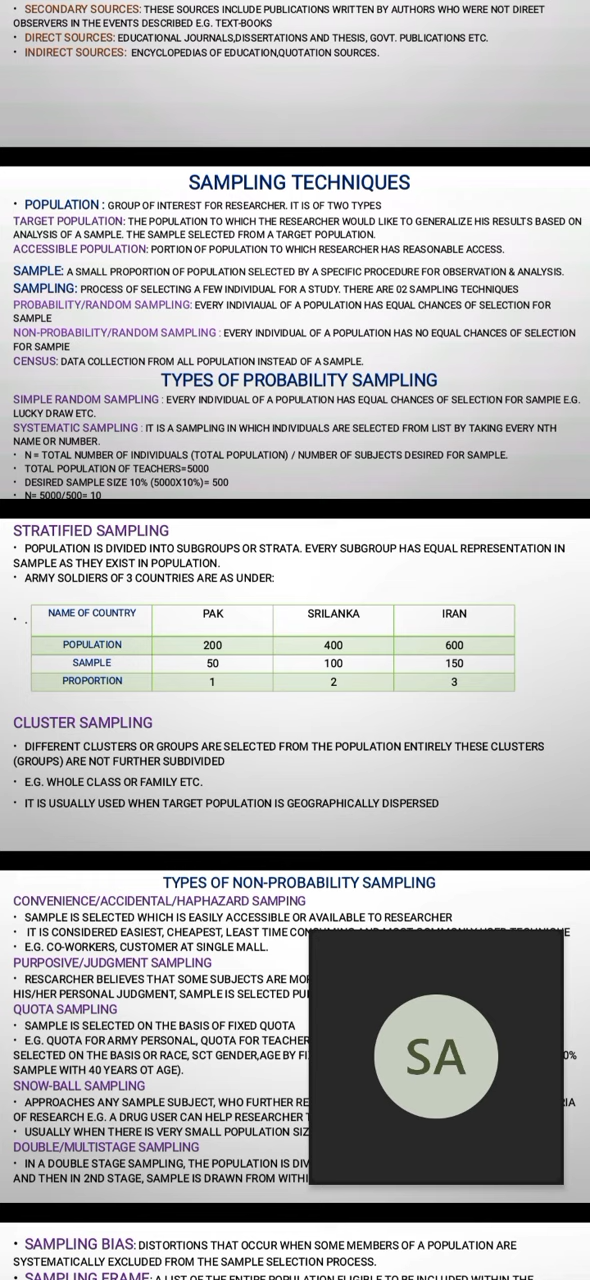 • SECONDARY SOURCES: THESE SOURCES INCLUDE PUBLICATIONS WRITTEN BY AUTHORS WHO WERE NOT DIREET
OBSERVERS IN THE EVENTS DESCRIBED E.G. TEXT-BOOKS
• DIRECT SOURCES: EDUCATIONAL JOURNALS,DISSERTATIONS AND THESIS, GOVT. PUBLICATIONS ETC.
• INDIRECT SOURCES: ENCYCLOPEDIAS OF EDUCATION,QUOTATION SOURCES.
SAMPLING TECHNIQUES
• POPULATION : GROUP OF INTEREST FOR RESEARCHER. IT IS OF TWO TYPES
TARGET POPULATION: THE POPULATION TO WHICH THE RESEARCHER WOULD LIKE TO GENERALIZE HIS RESULTS BASED ON
ANALYSIS OF A SAMPLE. THE SAMPLE SELECTED FROM A TARGET POPULATION.
ACCESSIBLE POPULATION: PORTION OF POPULATION TO WHICH RESEARCHER HAS REASONABLE ACCESS.
SAMPLE: A SMALL PROPORTION OF POPULATION SELECTED BY A SPECIFIC PROCEDURE FOR OBSERVATION & ANALYSIS.
SAMPLING: PROCESS OF SELECTING A FEW INDIVIDUAL FOR A STUDY. THERE ARE 02 SAMPLING TECHNIQUES
PROBABILITY/RANDOM SAMPLING: EVERY INDIVIAUAL OF A POPULATION HAS EQUAL CHANCES OF SELECTION FOR
SAMPLE
NON-PROBABILITY/RANDOM SAMPLING : EVERY INDIVIDUAL OF A POPULATION HAS NO EQUAL CHANCES OF SELECTION
FOR SAMPIE
CENSUS: DATA COLLECTION FROM ALL POPULATION INSTEAD OF A SAMPLE.
TYPES OF PROBABILITY SAMPLING
SIMPLE RANDOM SAMPLING : EVERY INDIVIDUAL OF A POPULATION HAS EQUAL CHANCES OF SELECTION FOR SAMPIE E.G.
LUCKY DRAW ETC.
SYSTEMATIC SAMPLING : IT IS A SAMPLING IN WHICH INDIVIDUALS ARE SELECTED FROM LIST BY TAKING EVERY NTH
NAME OR NUMBER.
• N = TOTAL NUMBER OF INDIVIDUALS (TOTAL POPULATION) / NUMBER OF SUBJECTS DESIRED FOR SAMPLE.
• TOTAL POPULATION OF TEACHERS=5000
• DESIRED SAMPLE SIZE 10% (5000X10%)= 500
• N= 5000/500= 10
STRATIFIED SAMPLING
• POPULATION IS DIVIDED INTO SUBGROUPS OR STRATA. EVERY SUBGROUP HAS EQUAL REPRESENTATION IN
SAMPLE AS THEY EXIST IN POPULATION.
• ARMY SOLDIERS OF 3 COUNTRIES ARE AS UNDER:
• .
NAME OF COUNTRY PAK SRILANKA IRAN
POPULATION 200 400 600
SAMPLE 50 100 150
PROPORTION 1 2 3
CLUSTER SAMPLING
• DIFFERENT CLUSTERS OR GROUPS ARE SELECTED FROM THE POPULATION ENTIRELY THESE CLUSTERS
(GROUPS) ARE NOT FURTHER SUBDIVIDED
• E.G. WHOLE CLASS OR FAMILY ETC.
• IT IS USUALLY USED WHEN TARGET POPULATION IS GEOGRAPHICALLY DISPERSED
TYPES OF NON-PROBABILITY SAMPLING
CONVENIENCE/ACCIDENTAL/HAPHAZARD SAMPING
• SAMPLE IS SELECTED WHICH IS EASILY ACCESSIBLE OR AVAILABLE TO RESEARCHER
• IT IS CONSIDERED EASIEST, CHEAPEST, LEAST TIME
• E.G. CO-WORKERS, CUSTOMER AT SINGLE MALL.
PURPOSIVE/JUDGMENT SAMPLING
• RESCARCHER BELIEVES THAT SOME SUBJECTS ARE
HIS/HER PERSONAL JUDGMENT, SAMPLE IS SELECTED
QUOTA SAMPLING
• SAMPLE IS SELECTED ON THE BASIS OF FIXED QUOTA
• E.G. QUOTA FOR ARMY PERSONAL, QUOTA FOR
SELECTED ON THE BASIS OR RACE, SCT GENDER,AGE BY 0%
SAMPLE WITH 40 YEARS OT AGE).
SNOW-BALL SAMPLING
• APPROACHES ANY SAMPLE SUBJECT, WHO FURTHER
OF RESEARCH E.G. A DRUG USER CAN HELP RESEARCHER
• USUALLY WHEN THERE IS VERY SMALL POPULATION
DOUBLE/MULTISTAGE SAMPLING
• IN A DOUBLE STAGE SAMPLING, THE POPULATION IS
AND THEN IN 2ND STAGE, SAMPLE IS DRAWN FROM
SA
• SAMPLING BIAS: DISTORTIONS THAT OCCUR WHEN SOME MEMBERS OF A POPULATION ARE
SYSTEMATICALLY EXCLUDED FROM THE SAMPLE SELECTION PROCESS.
• SAMPLING FRAME: A LIST OF THE ENTIRE POPULATION ELIGIBLE TO BE INCLUDED WITHIN THE